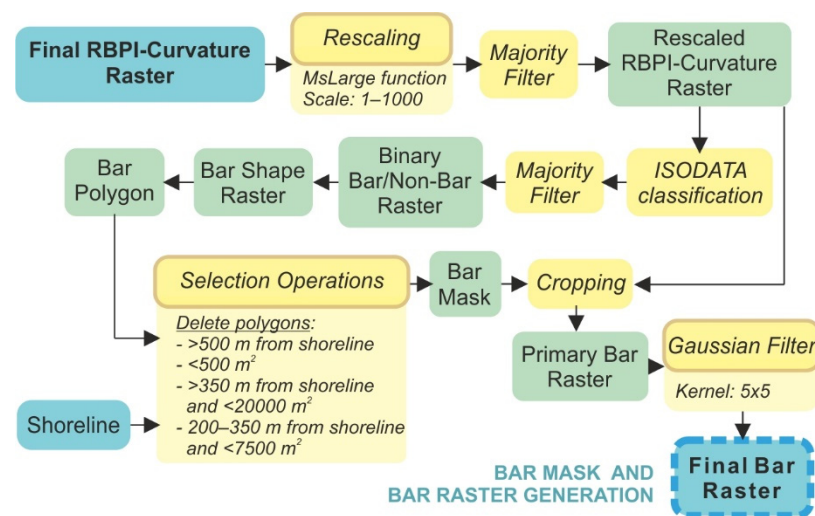 Final RBPI-Curvature
Raster
Rescaling
MsLarge function
Scale: 1–1000
Majority
Filter
Rescaled
RBPI-Curvature
Raster
Bar
Polygon
Bar Shape
Raster
Binary
Bar/Non-Bar
Raster
Majority
Filter
ISODATA
classification
Selection Operations
Delete polygons:
- >500 m from shoreline
- <500 m²
- >350 m from shoreline
and <20000 m²
- 200–350 m from shoreline
and <7500 m²
Bar
Mask
Cropping
Primary Bar
Raster
Gaussian Filter
Kernel: 5x5
Shoreline
BAR MASK AND
BAR RASTER GENERATION
Final Bar
Raster